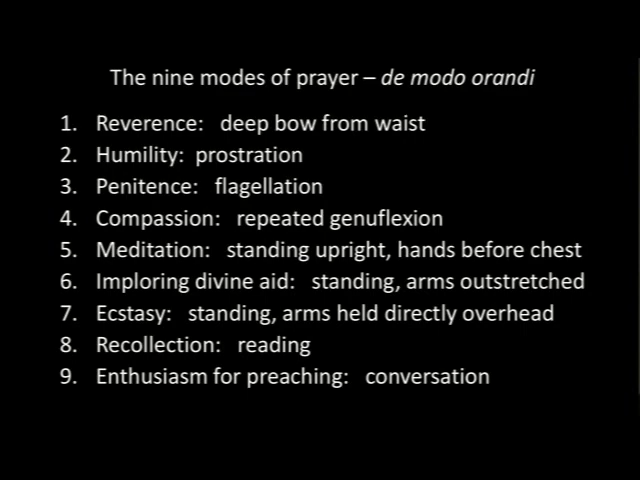 The nine modes of prayer – de modo orandi
1. Reverence: deep bow from waist
2. Humility: prostration
3. Penitence: flagellation
4. Compassion: repeated genuflexion
5. Meditation: standing upright, hands before chest
6. Imploring divine aid: standing, arms outstretched
7. Ecstasy: standing, arms held directly overhead
8. Recollection: reading
9. Enthusiasm for preaching: conversation